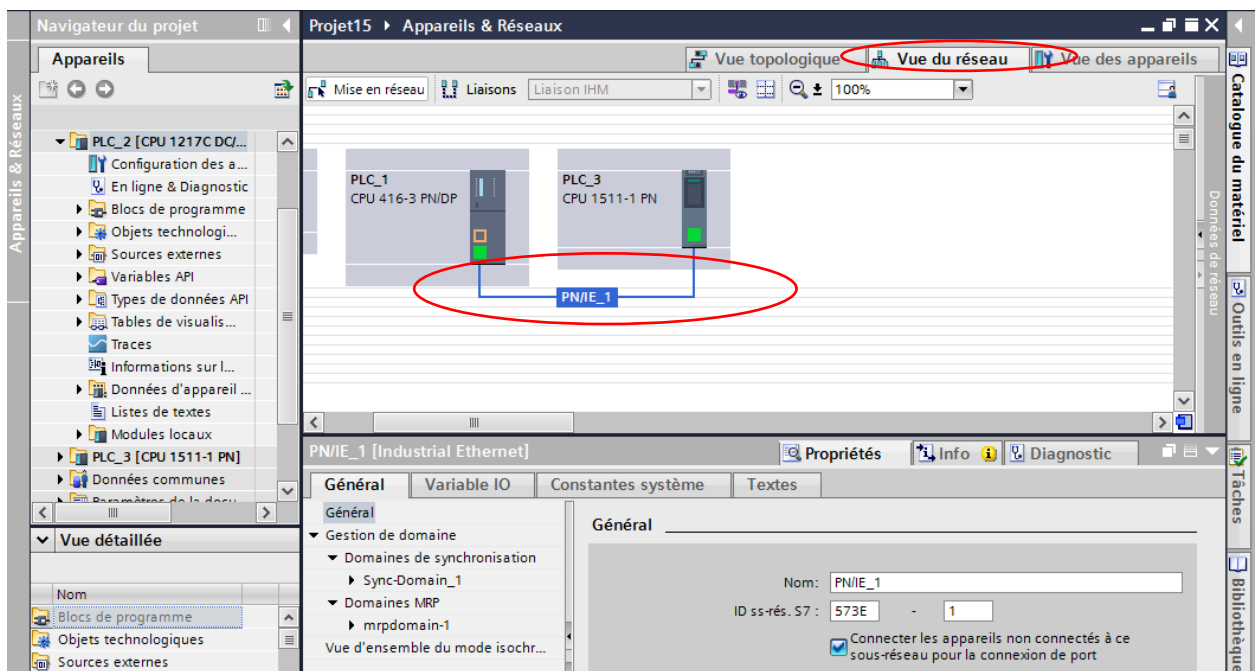 Navigateur du projet
Projet15 ▸ Appareils & Réseaux
Appareils
Vue topologique
Vue du réseau
Vue des appareils
Mise en réseau
Liaisons
Liaison IHM
100%
Appareils & Réseaux
PLC_2 [CPU 1217C DC/...
Configuration des a...
En ligne & Diagnostic
Blocs de programme
Objets technologi...
Sources externes
Variables API
Types de données API
Tables de visualis...
Traces
Informations sur l...
Données d'appareil ...
Listes de textes
Modules locaux
PLC_3 [CPU 1511-1 PN]
Données communes
Paramètres de la docu...
Vue détaillée
Nom
Blocs de programme
Objets technologiques
Sources externes
PLC_1
CPU 416-3 PN/DP
PLC_3
CPU 1511-1 PN
PN/IE_1
Données de réseau
PN/IE_1 [Industrial Ethernet]
Propriétés
Info
Diagnostic
Général
Variable IO
Constantes système
Textes
Général
Gestion de domaine
Domaines de synchronisation
Sync-Domain_1
Domaines MRP
mrpdomain-1
Vue d'ensemble du mode isochr...
Général
Nom: PN/IE_1
ID ss-rés. S7 : 573E - 1
Connecter les appareils non connectés à ce
sous-réseau pour la connexion de port
Catalogue du matériel
Outils en ligne
Tâches
Bibliothèque